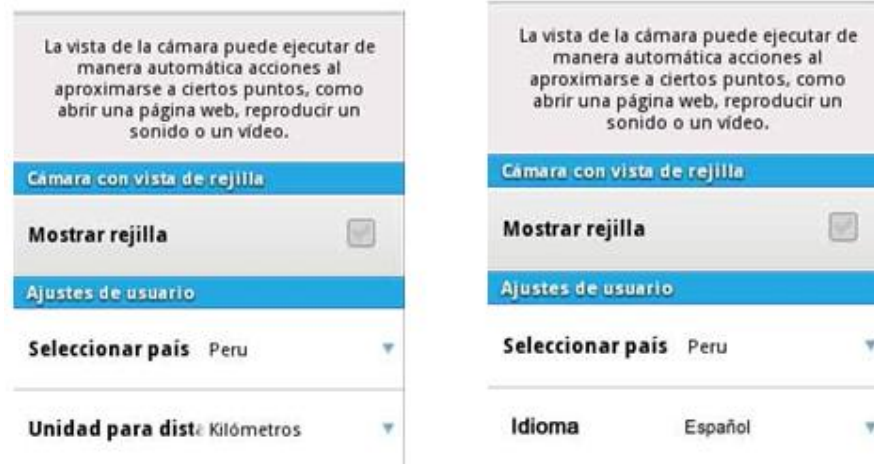 La vista de la cámara puede ejecutar de
manera automática acciones al
aproximarse a ciertos puntos, como
abrir una página web, reproducir un
sonido o un vídeo.
Cámara con vista de rejilla
Mostrar rejilla
Ajustes de usuario
Seleccionar país Peru
Unidad para dist Kilómetros
La vista de la cámara puede ejecutar de
manera automática acciones al
aproximarse a ciertos puntos, como
abrir una página web, reproducir un
sonido o un vídeo.
Cámara con vista de rejilla
Mostrar rejilla
Ajustes de usuario
Seleccionar país Peru
Idioma Español